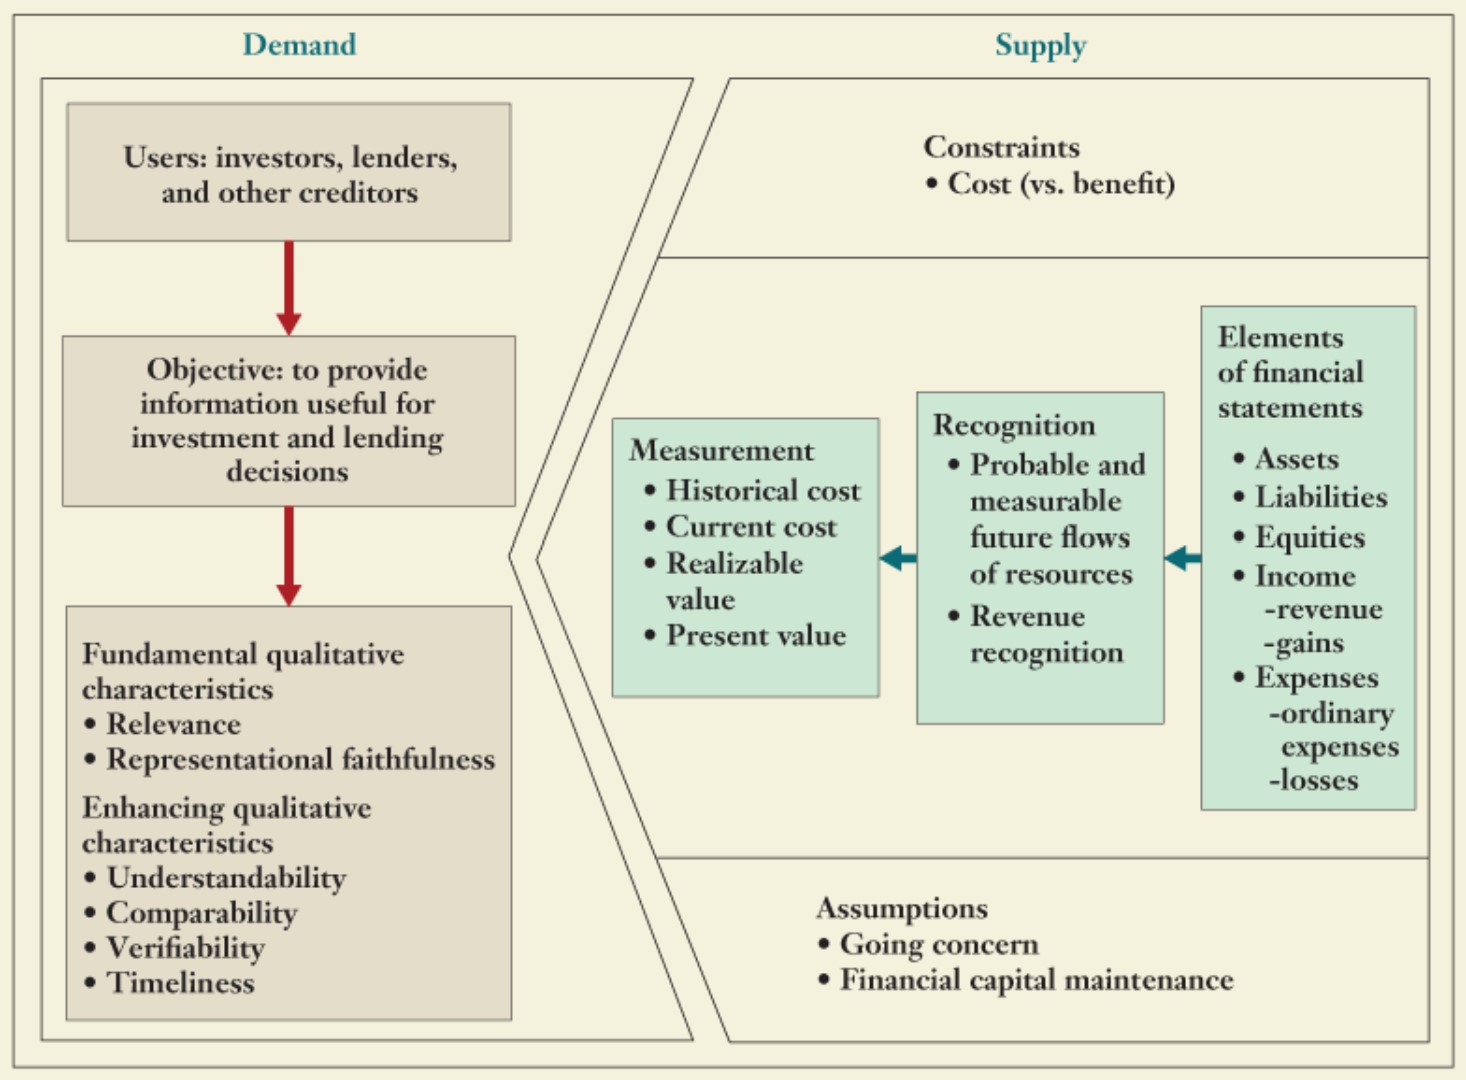 Demand
Users: investors, lenders,
and other creditors
Objective: to provide
information useful for
investment and lending
decisions
Fundamental qualitative
characteristics
• Relevance
• Representational faithfulness
Enhancing qualitative
characteristics
• Understandability
• Comparability
• Verifiability
• Timeliness
Supply
Constraints
• Cost (vs. benefit)
Measurement
• Historical cost
• Current cost
• Realizable
value
• Present value
Recognition
• Probable and
measurable
future flows
of resources
• Revenue
recognition
Elements
of financial
statements
• Assets
• Liabilities
• Equities
• Income
-revenue
-gains
• Expenses
-ordinary
expenses
-losses
Assumptions
• Going concern
• Financial capital maintenance